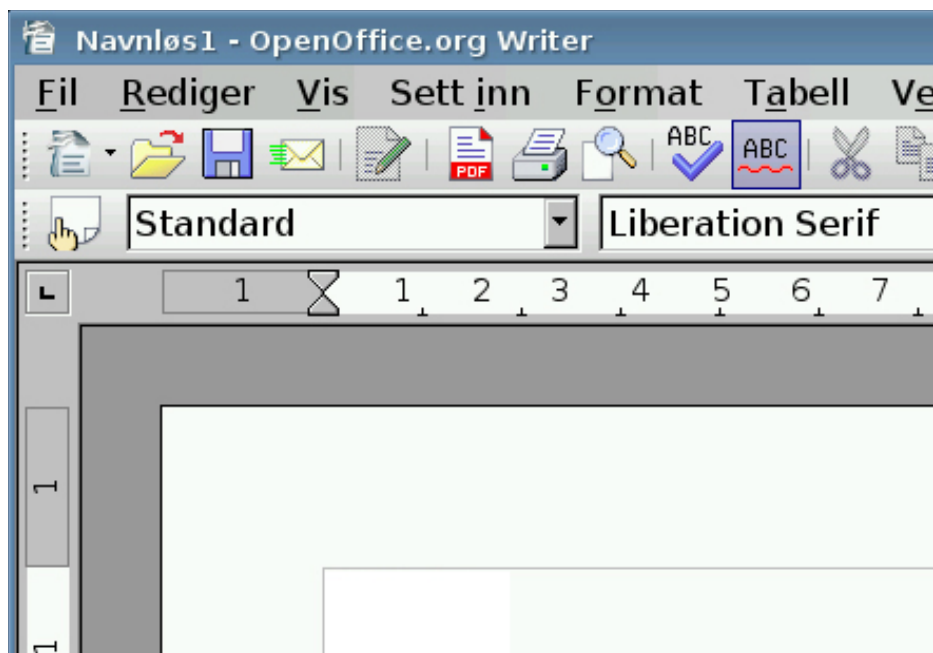 Navnløs1 - OpenOffice.org Writer
Fil Rediger Vis Sett inn Format Tabell
PDF ABC ABC
Standard Liberation Serif
1 1 2 3 4 5 6 7
1
1